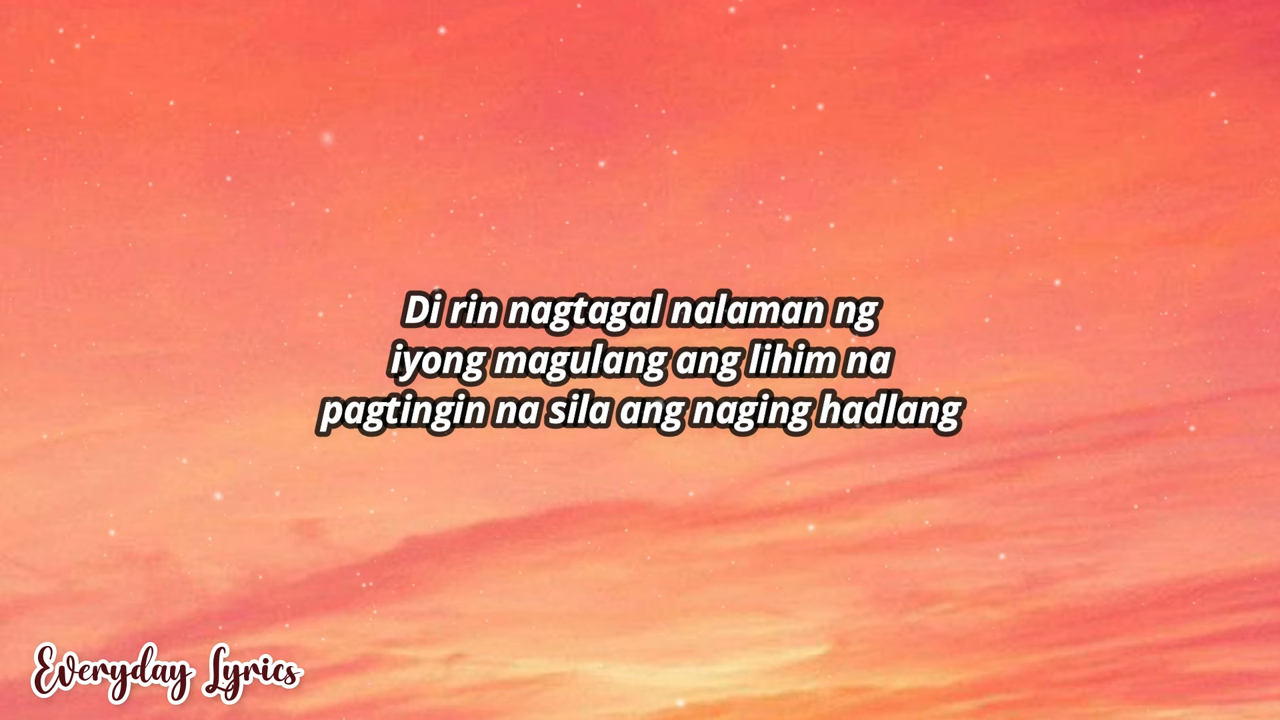 Di rin nagtagal nalaman ng
iyong magulang ang lihim na
pagtingin na sila ang naging hadlang
Everyday Lyrics